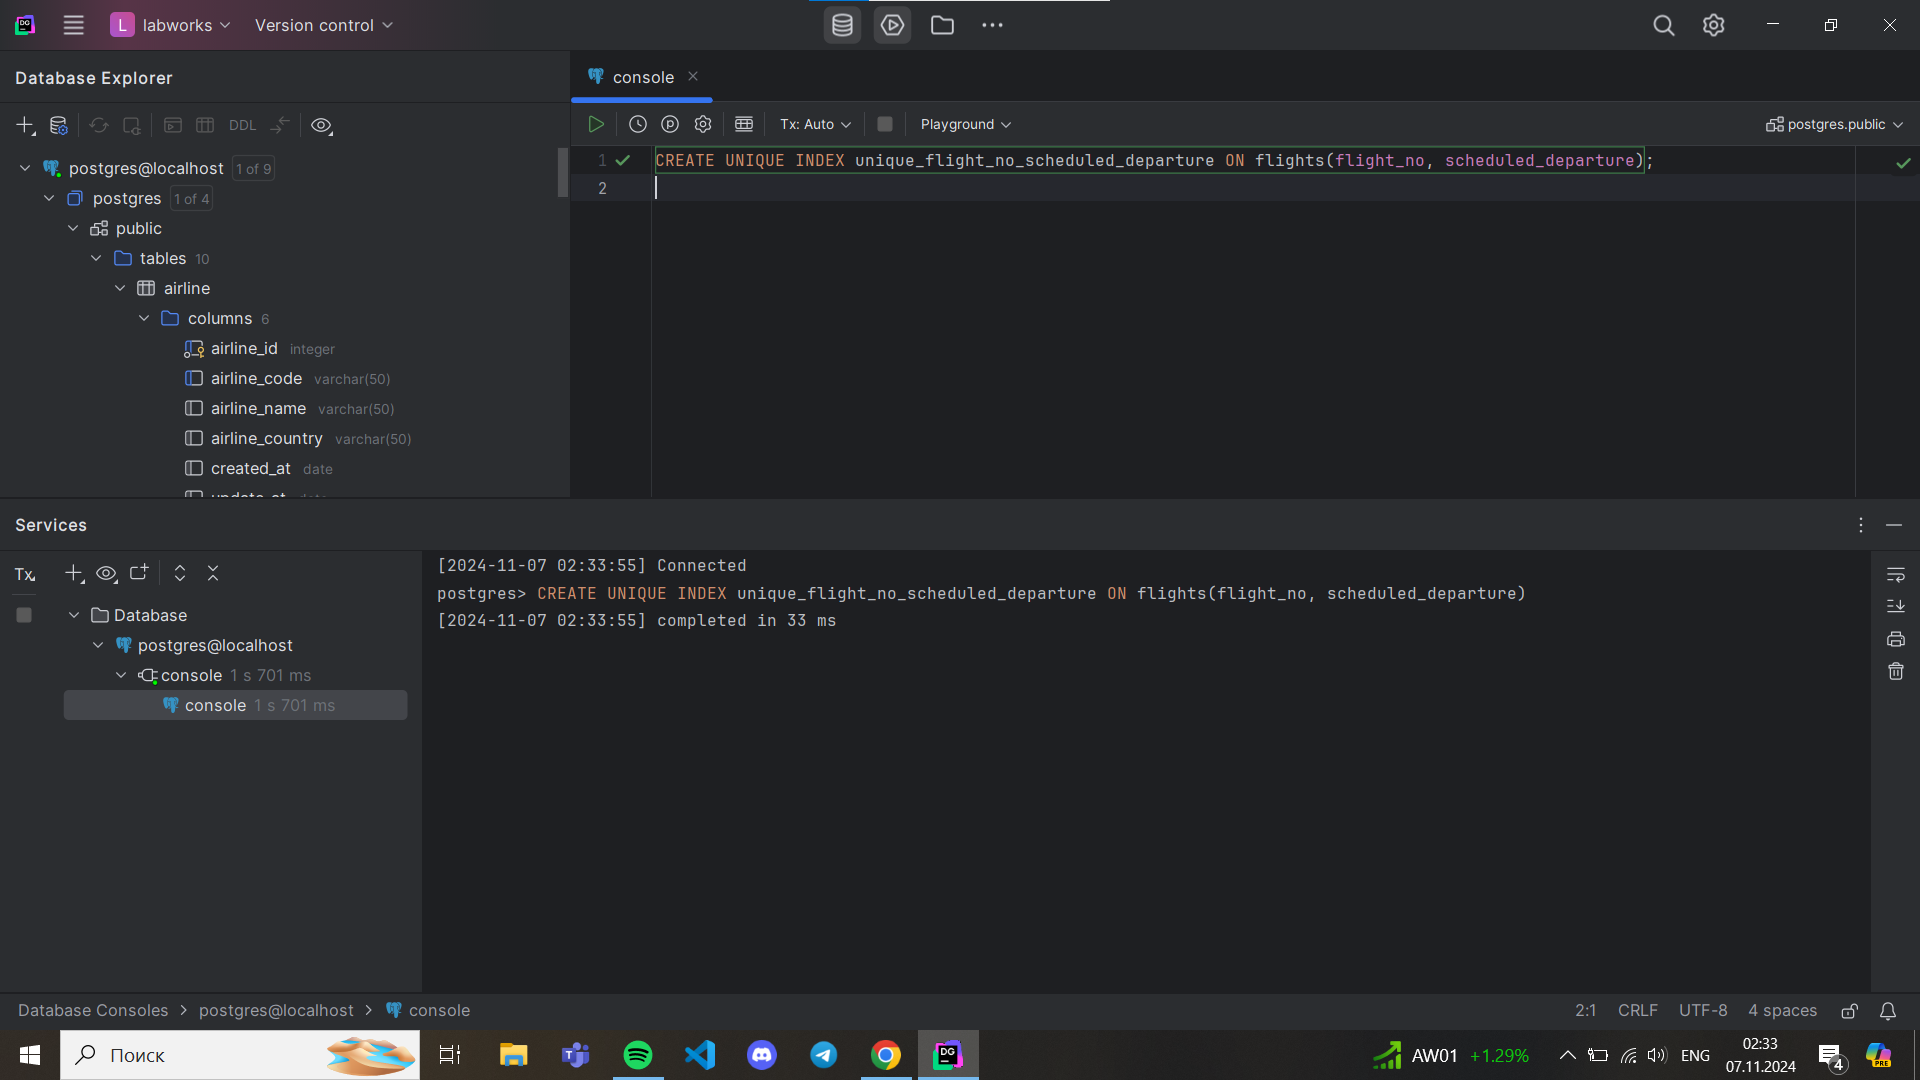 L labworks Version control
Database Explorer
console
DDL
Tx: Auto Playground postgres.public
postgres@localhost 1 of 9
postgres 1 of 4
public
tables 10
airline
columns 6
airline_id integer
airline_code varchar(50)
airline_name varchar(50)
airline_country varchar(50)
created_at date
1 CREATE UNIQUE INDEX unique_flight_no_scheduled_departure ON flights(flight_no, scheduled_departure);
2
Services
Tx
Database
postgres@localhost
console 1 s 701 ms
console 1 s 701 ms
[2024-11-07 02:33:55] Connected
postgres> CREATE UNIQUE INDEX unique_flight_no_scheduled_departure ON flights(flight_no, scheduled_departure)
[2024-11-07 02:33:55] completed in 33 ms
Database Consoles > postgres@localhost > console
2:1 CRLF UTF-8 4 spaces
Поиск
AW01 +1.29%
ENG
02:33
07.11.2024
4
PRE